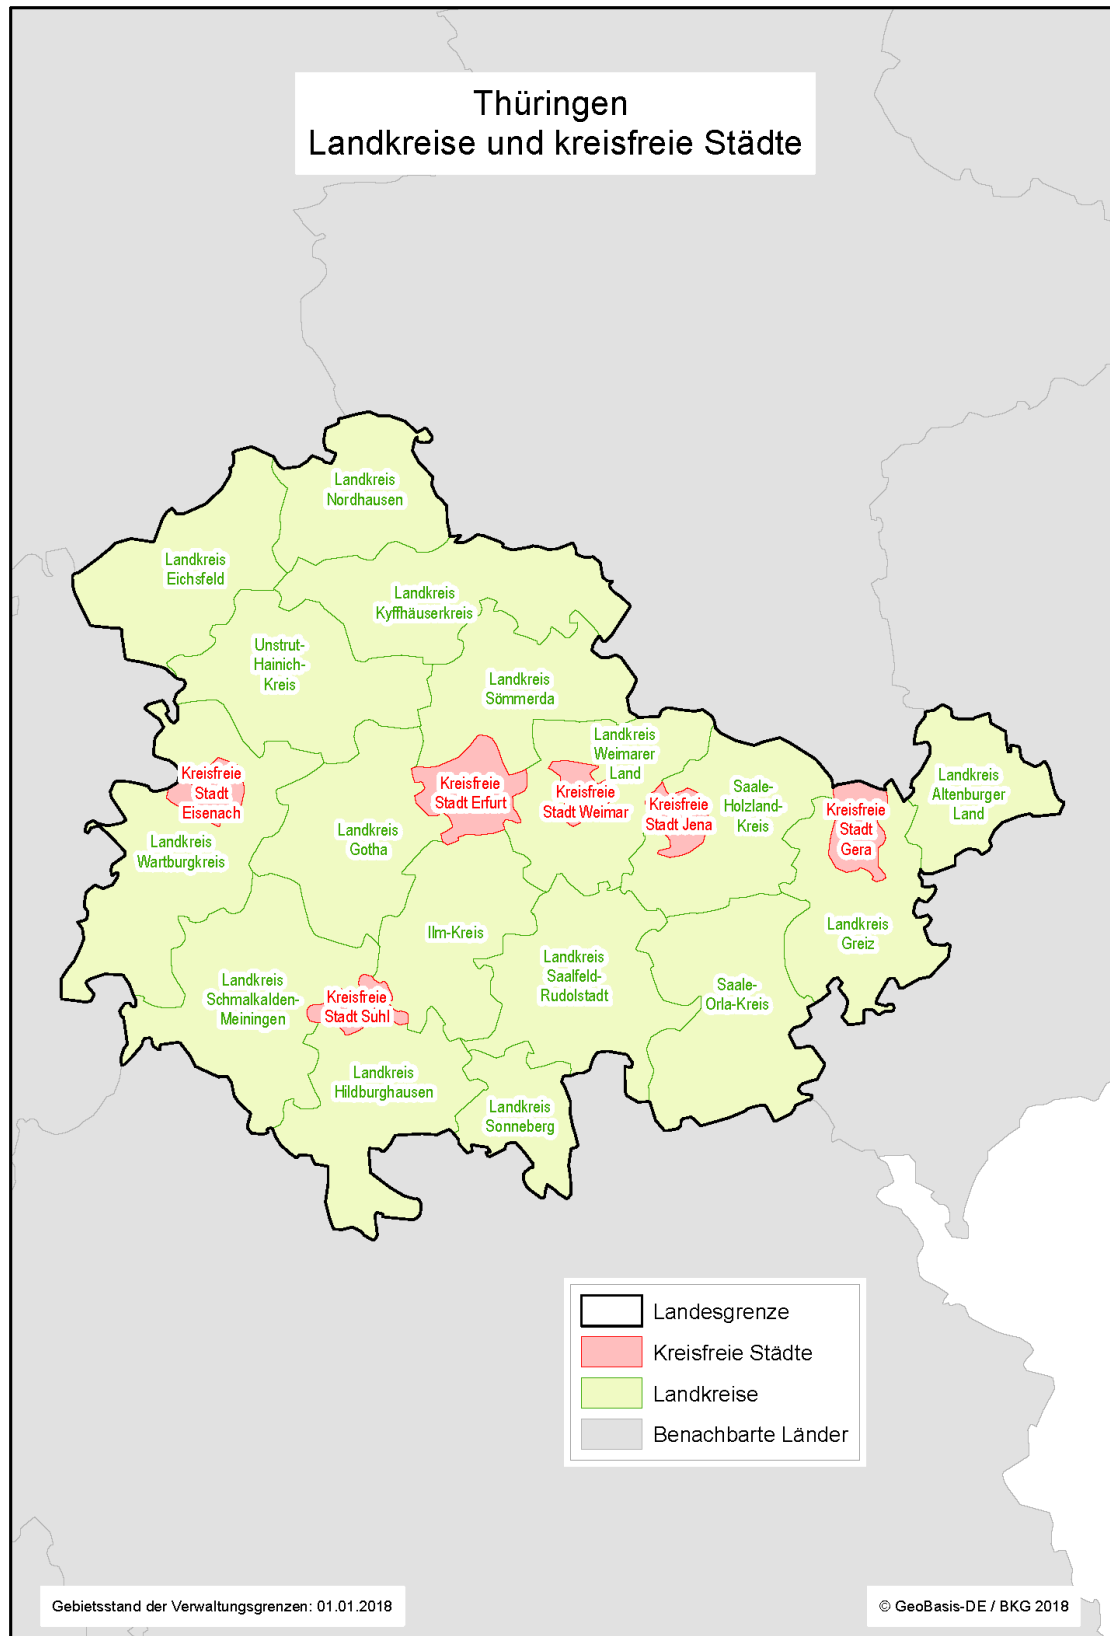 Thüringen
Landkreise und kreisfreie Städte
Landkreis
Nordhausen
Landkreis
Eichsfeld
Landkreis
Kyffhäuserkreis
Unstrut-
Hainich-
Kreis
Landkreis
Sömmerda
Landkreis
Weimarer
Land
Kreisfreie
Stadt
Eisenach
Kreisfreie
Stadt Erfurt
Kreisfreie
Stadt Weimar
Kreisfreie
Stadt Jena
Saale-
Holzland-
Kreis
Kreisfreie
Stadt
Gera
Landkreis
Altenburger
Land
Landkreis
Wartburgkreis
Landkreis
Gotha
Ilm-Kreis
Landkreis
Greiz
Landkreis
Schmalkalden-
Meiningen
Kreisfreie
Stadt Suhl
Landkreis
Saalfeld-
Rudolstadt
Saale-
Orla-Kreis
Landkreis
Hildburghausen
Landkreis
Sonneberg
Landesgrenze
Kreisfreie Städte
Landkreise
Benachbarte Länder
Gebietsstand der Verwaltungsgrenzen: 01.01.2018
© GeoBasis-DE / BKG 2018